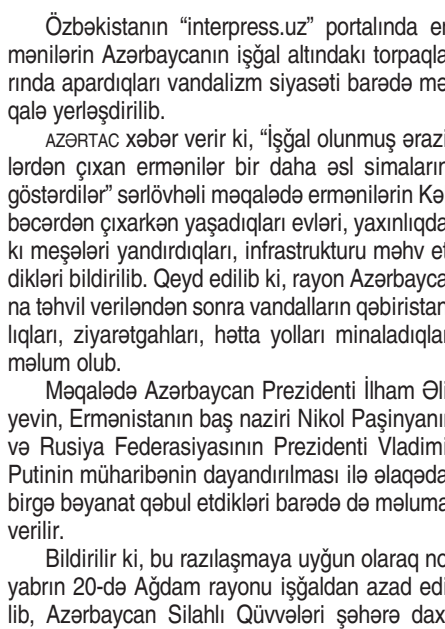 Özbəkistanın “interpress.uz” portalında er
mənilərin Azərbaycanın işğal altındakı torpaqla
rında apardıqları vandalizm siyasəti barədə mə
qalə yerləşdirilib.
AZƏRTAC xəbər verir ki, “İşğal olunmuş ərazi
lərdən çıxan ermənilər bir daha əsl simaların
göstərdilər” sərlövhəli məqalədə ermənilərin Kəl
bəcərdən çıxarkən yaşadıqları evləri, yaxınlıqda
kı meşələri yandırdıqları, infrastrukturu məhv et
dikləri bildirilib. Qeyd edilib ki, rayon Azərbayca
na təhvil veriləndən sonra vandalların qəbiristan
lıqları, ziyarətgahları, hətta yolları minaladıqlar
məlum olub.
Məqalədə Azərbaycan Prezidenti İlham Əli
yevin, Ermənistanın baş naziri Nikol Paşinyanın
və Rusiya Federasiyasının Prezidenti Vladimi
Putinin müharibənin dayandırılması ilə əlaqəda
birgə bəyanat qəbul etdikləri barədə də məluma
verilir.
Bildirilir ki, bu razılaşmaya uyğun olaraq no
yabrın 20-də Ağdam rayonu işğaldan azad edi
lib, Azərbaycan Silahlı Qüvvələri şəhərə dax